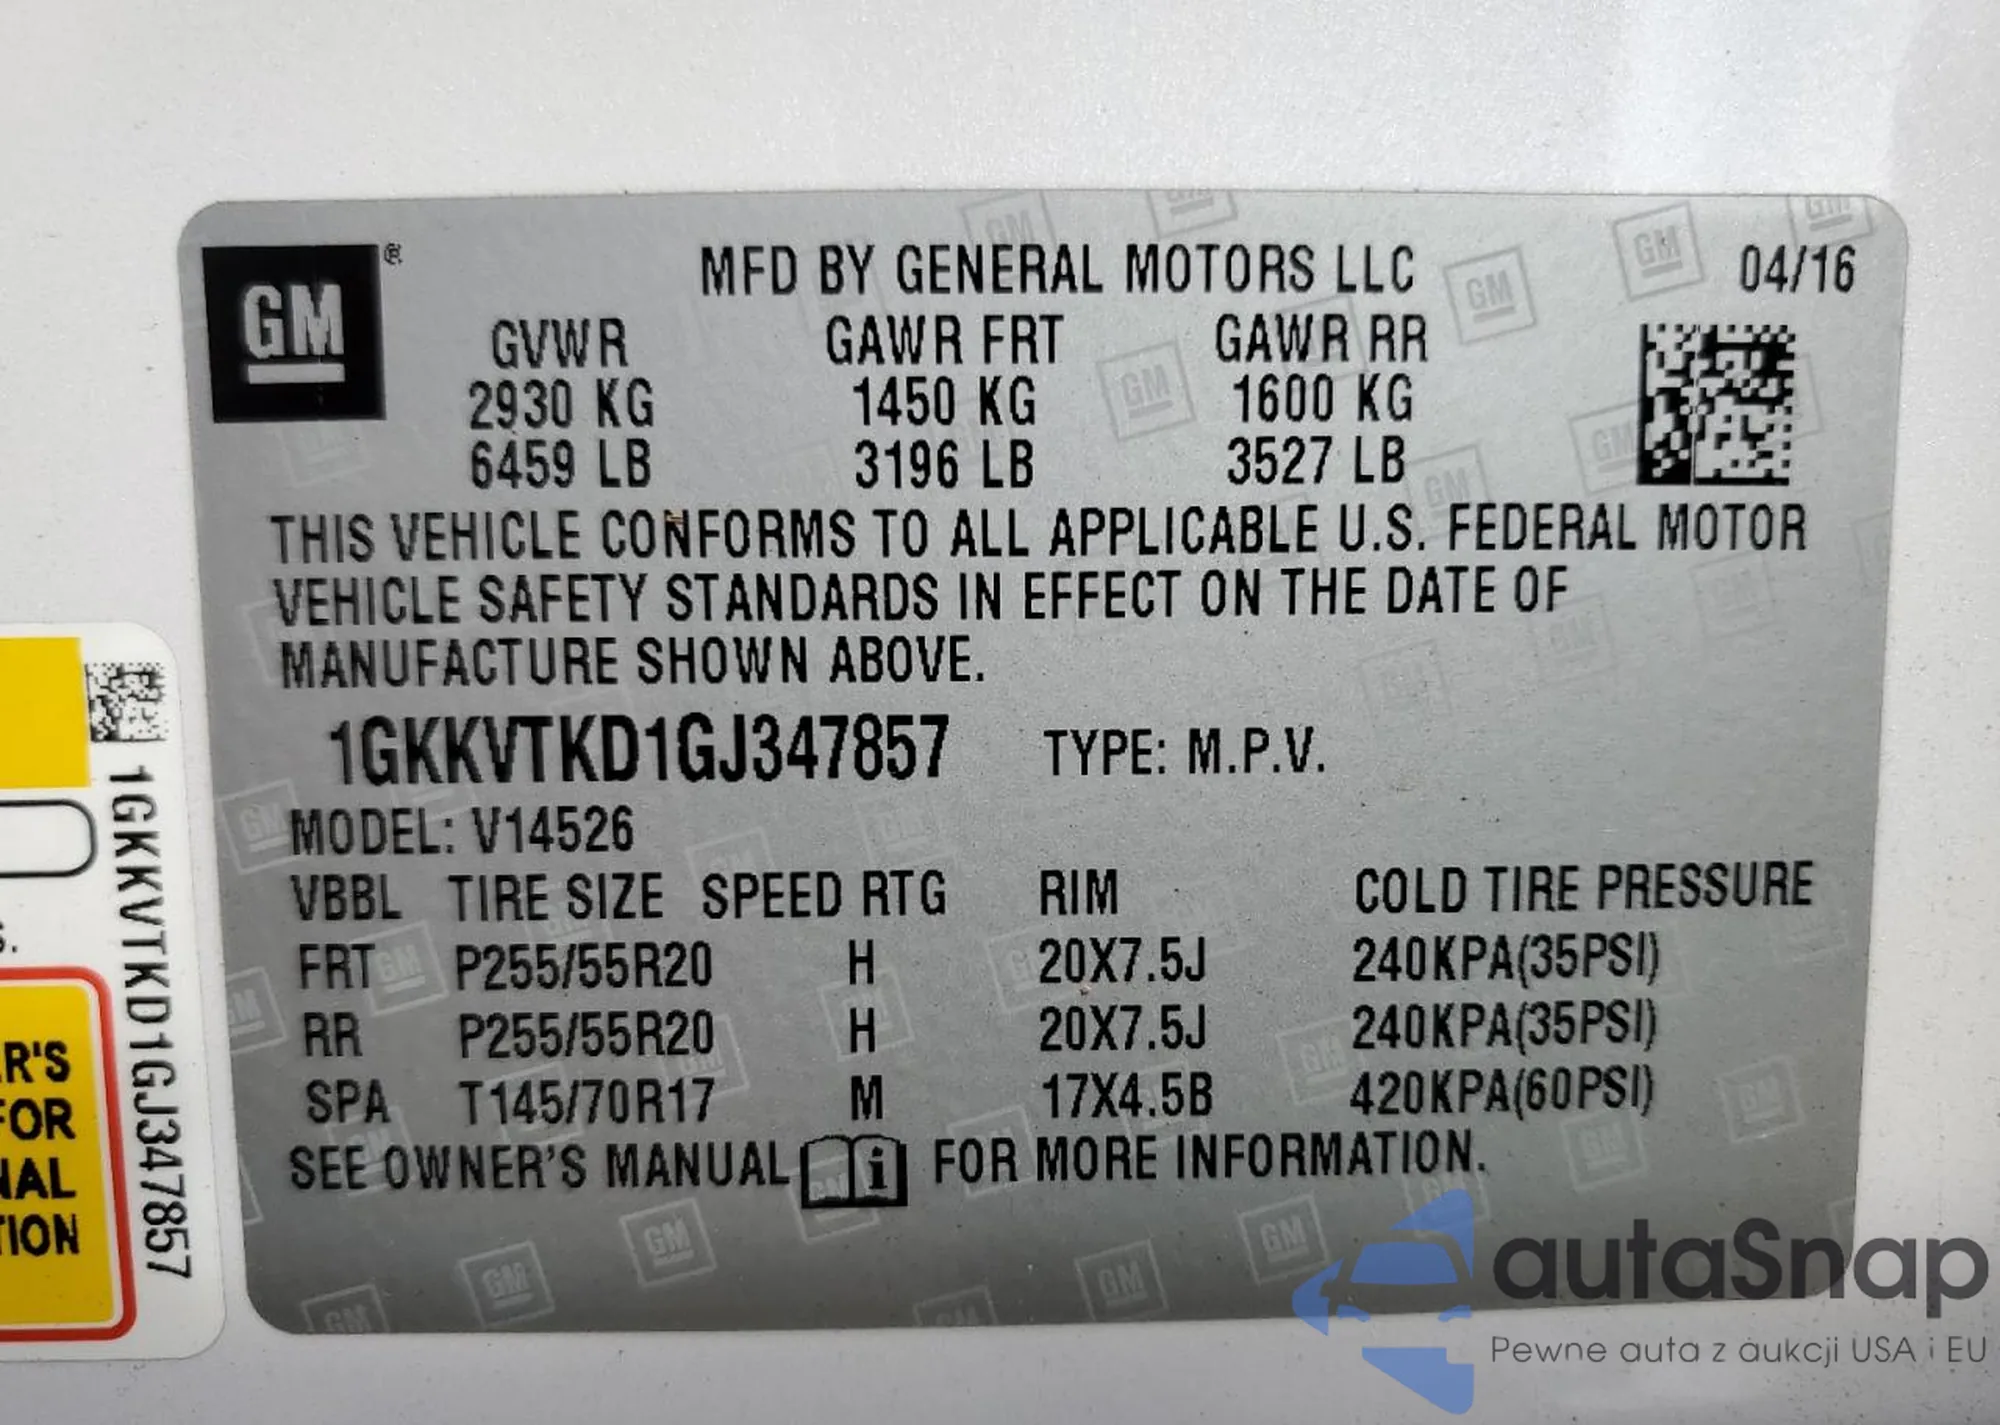 GM ®
MFD BY GENERAL MOTORS LLC 04/16
GVWR GAWR FRT GAWR RR
2930 KG 1450 KG 1600 KG
6459 LB 3196 LB 3527 LB
THIS VEHICLE CONFORMS TO ALL APPLICABLE U.S. FEDERAL MOTOR
VEHICLE SAFETY STANDARDS IN EFFECT ON THE DATE OF
MANUFACTURE SHOWN ABOVE.
1GKKVTKD1GJ347857 TYPE: M.P.V.
MODEL: V14526
VBBL TIRE SIZE SPEED RTG RIM COLD TIRE PRESSURE
FRT P255/55R20 H 20X7.5J 240KPA(35PSI)
RR P255/55R20 H 20X7.5J 240KPA(35PSI)
SPA T145/70R17 M 17X4.5B 420KPA(60PSI)
SEE OWNER'S MANUAL i FOR MORE INFORMATION.
1GKKVTKD1GJ347857
R'S
FOR
NAL
TION
autaSnap
Pewne auta z aukcji USA i EU